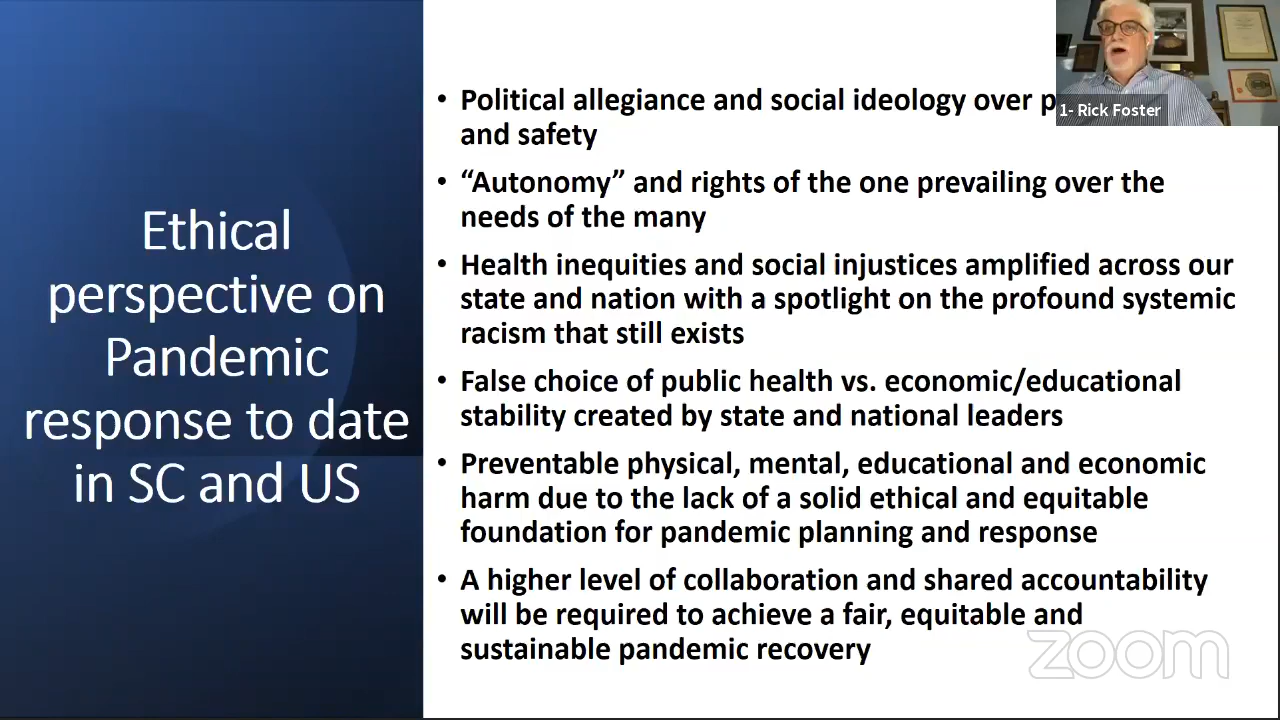 Ethical
perspective on
Pandemic
response to date
in SC and US
• Political allegiance and social ideology over
and safety
• “Autonomy” and rights of the one prevailing over the
needs of the many
• Health inequities and social injustices amplified across our
state and nation with a spotlight on the profound systemic
racism that still exists
• False choice of public health vs. economic/educational
stability created by state and national leaders
• Preventable physical, mental, educational and economic
harm due to the lack of a solid ethical and equitable
foundation for pandemic planning and response
• A higher level of collaboration and shared accountability
will be required to achieve a fair, equitable and
sustainable pandemic recovery
1- Rick Foster
zoom